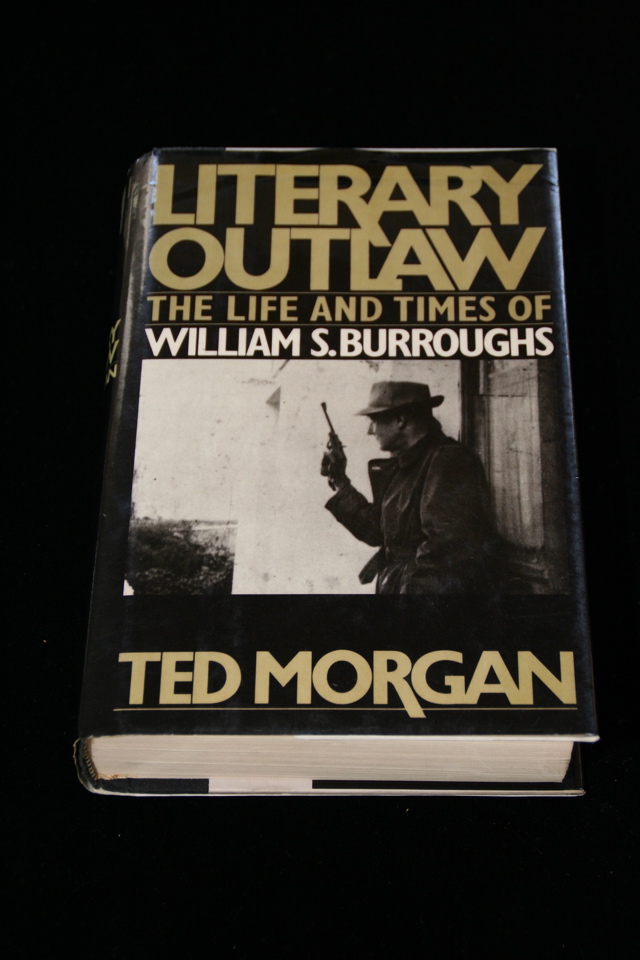 LITERARY
OUTLAW
THE LIFE AND TIMES OF
WILLIAM S. BURROUGHS
TED MORGAN